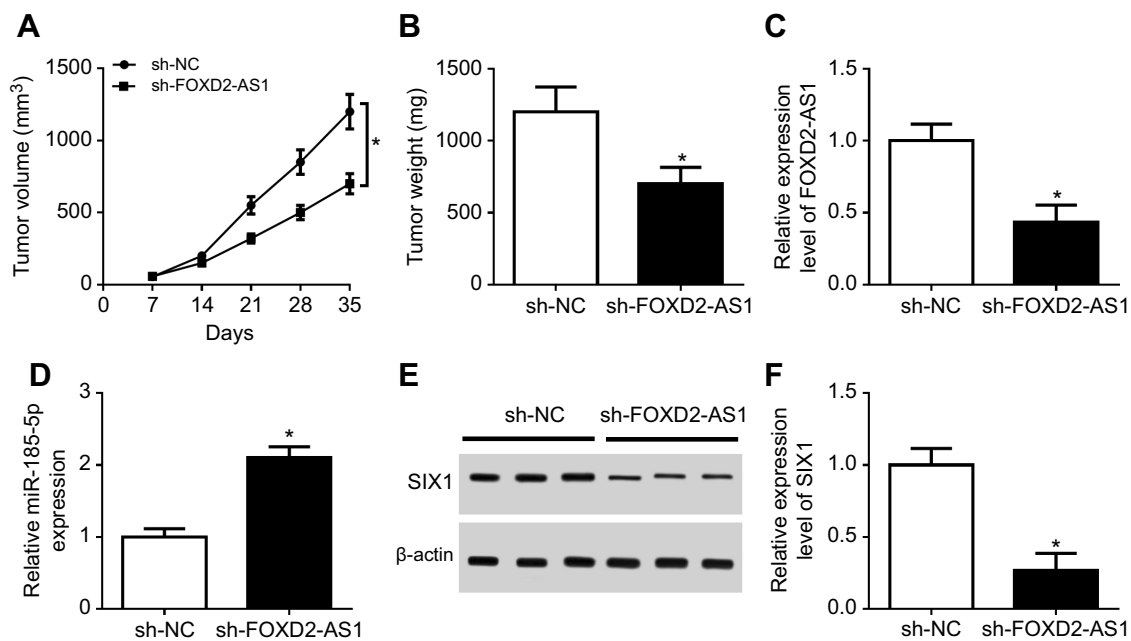 A
sh-NC
sh-FOXD2-AS1
Tumor volume (mm³)
1500
1000
500
0
0 7 14 21 28 35
Days
*
B
Tumor weight (mg)
1500
1000
500
0
*
sh-NC sh-FOXD2-AS1
C
Relative expression
level of FOXD2-AS1
1.5
1.0
0.5
0.0
*
sh-NC sh-FOXD2-AS1
D
Relative miR-185-5p
expression
3
2
1
0
*
sh-NC sh-FOXD2-AS1
E
sh-NC sh-FOXD2-AS1
SIX1
β-actin
F
Relative expression
level of SIX1
1.5
1.0
0.5
0.0
*
sh-NC sh-FOXD2-AS1